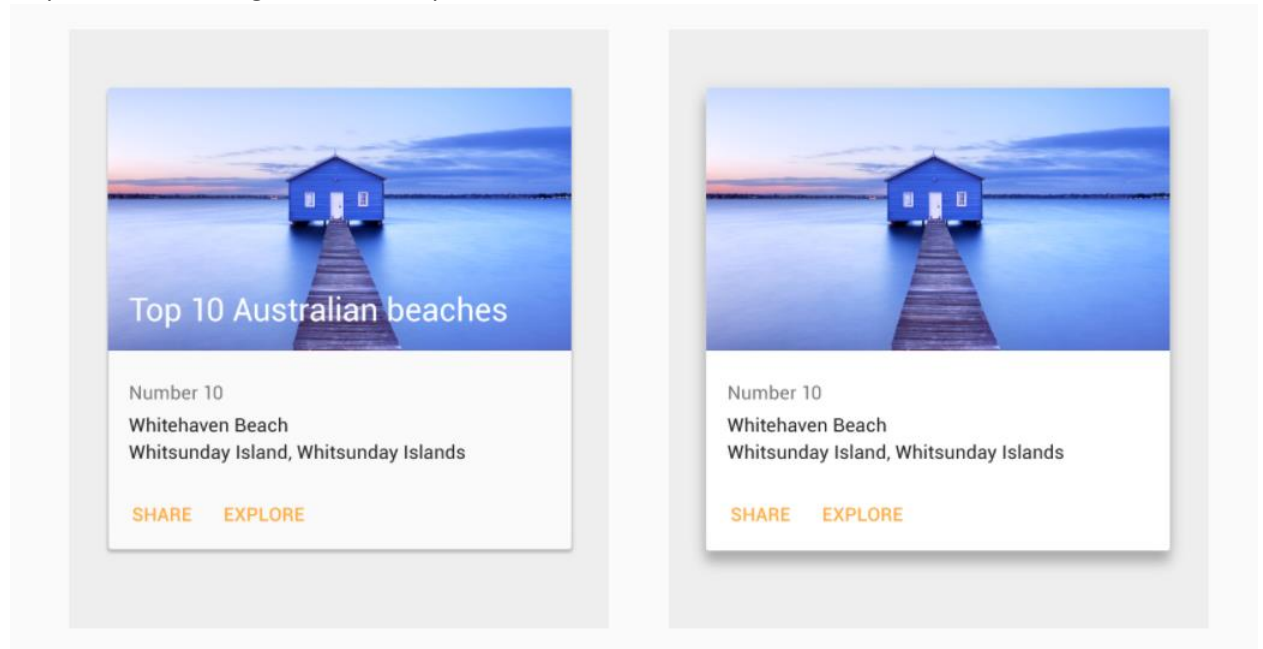 Top 10 Australian beaches
Number 10
Whitehaven Beach
Whitsunday Island, Whitsunday Islands
SHARE EXPLORE
Number 10
Whitehaven Beach
Whitsunday Island, Whitsunday Islands
SHARE EXPLORE